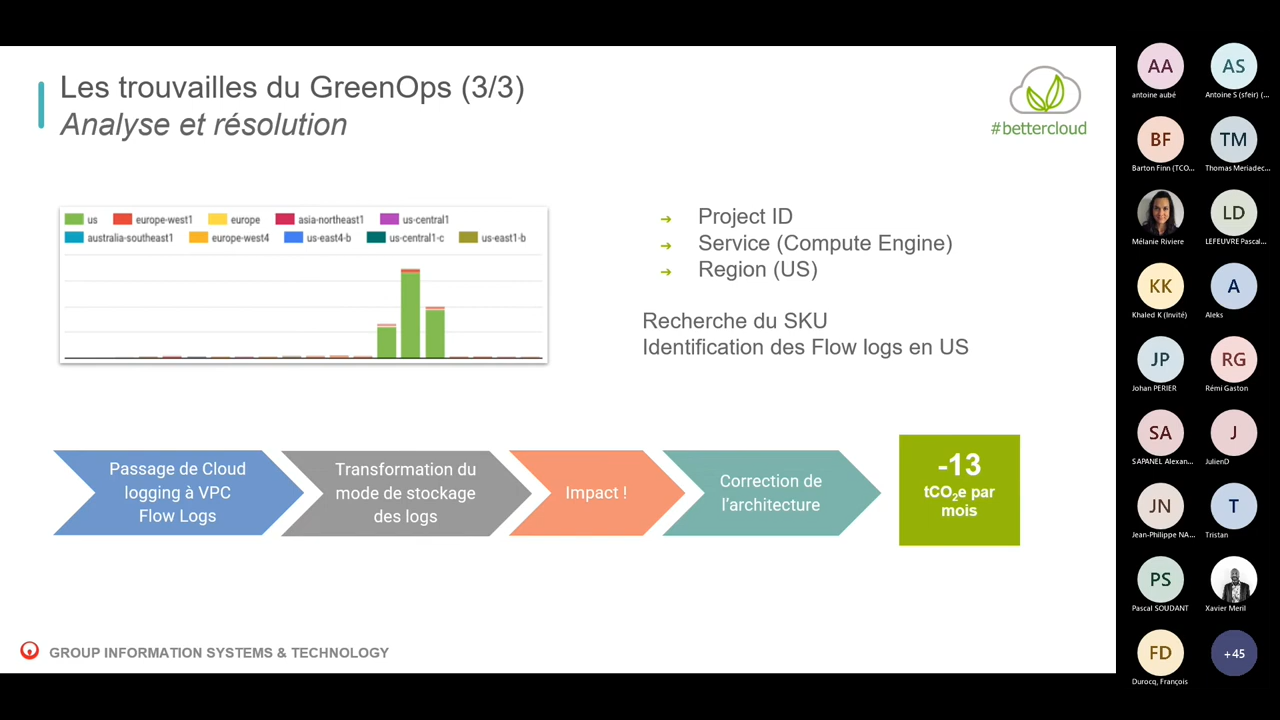 Les trouvailles du GreenOps (3/3)
Analyse et résolution
#bettercloud
us europe-west1 europe asia-northeast1 us-central1
australia-southeast1 europe-west4 us-east4-b us-central1-c us-east1-b
→ Project ID
→ Service (Compute Engine)
→ Region (US)
Recherche du SKU
Identification des Flow logs en US
Passage de Cloud
logging à VPC
Flow Logs
Transformation du
mode de stockage
des logs
Impact !
Correction de
l'architecture
-13
tCO₂e par
mois
GROUP INFORMATION SYSTEMS & TECHNOLOGY
AA AS
antoine aubé Antoine S (sfeir) (...
BF TM
Barton Finn (TCO... Thomas Meriadec...
LD
Mélanie Riviere LEFEUVRE Pascal...
KK A
Khaled K (Invité) Aleks
JP RG
Johan PERIER Rémi Gaston
SA J
SAPANEL Alexan... JulienD
JN T
Jean-Philippe NA... Tristan
PS
Pascal SOUDANT Xavier Meril
FD +45
Durocq, François